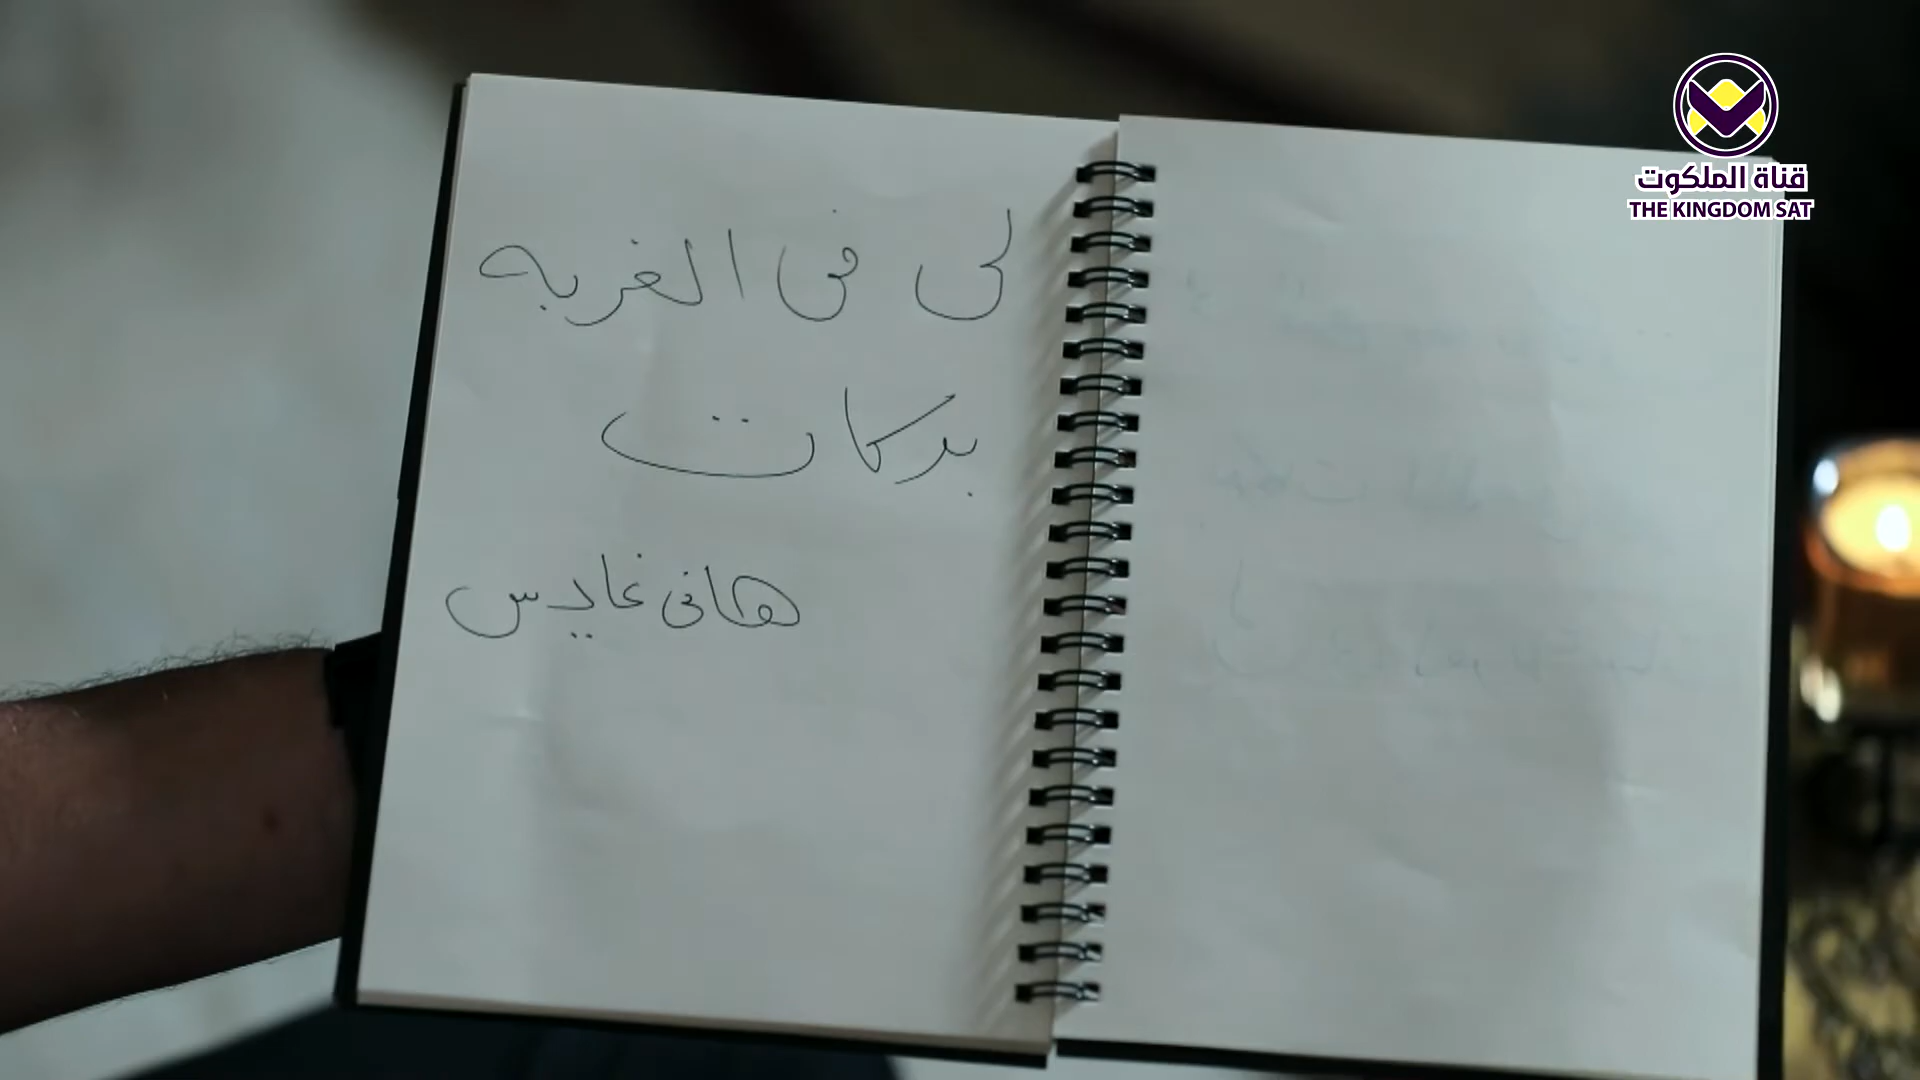 لى فى الغربه
بركات
هانى غايس
قناة الملكوت
THE KINGDOM SAT